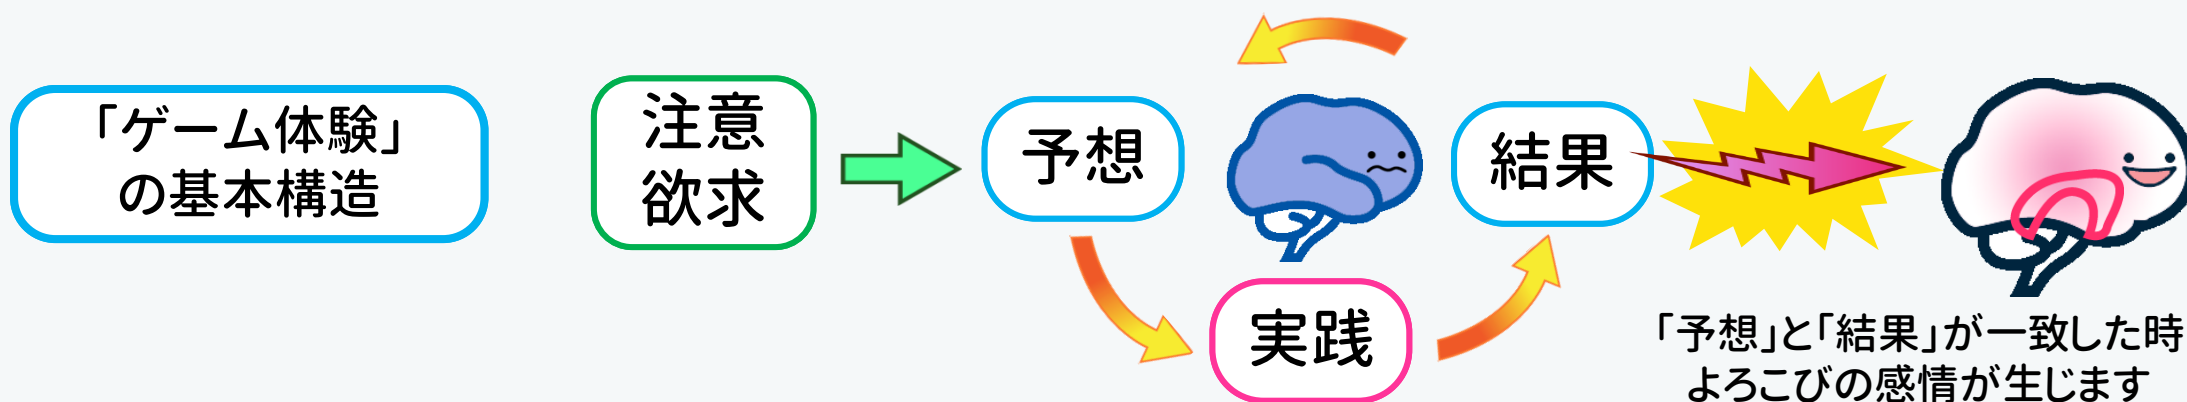 「ゲーム体験」
の基本構造
注意
欲求
予想
実践
結果
「予想」と「結果」が一致した時
よろこびの感情が生じます